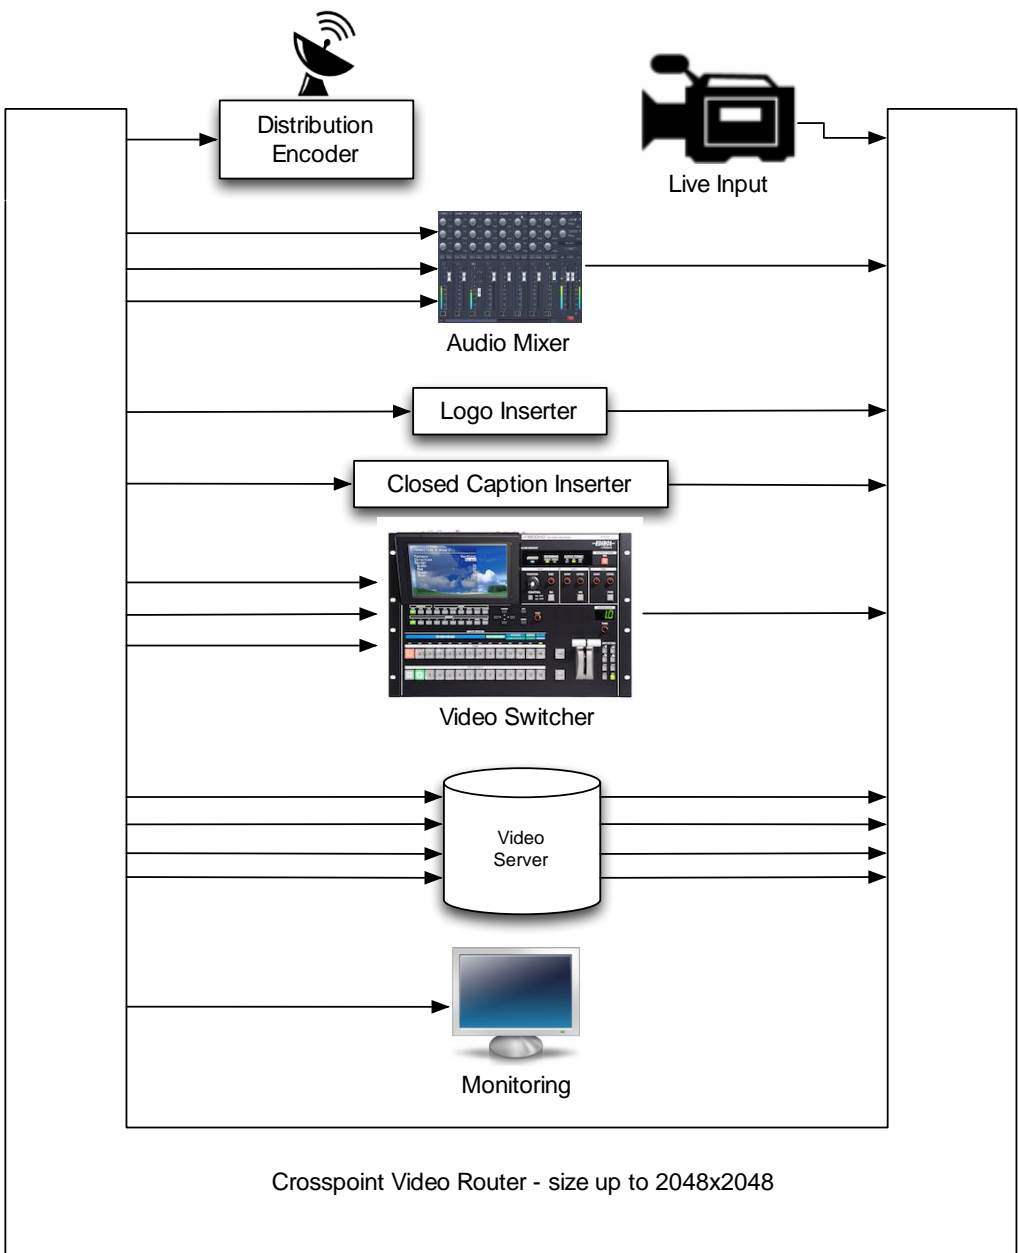 Distribution
Encoder
Live Input
Audio Mixer
Logo Inserter
Closed Caption Inserter
Video Switcher
Video
Server
Monitoring
Crosspoint Video Router - size up to 2048x2048